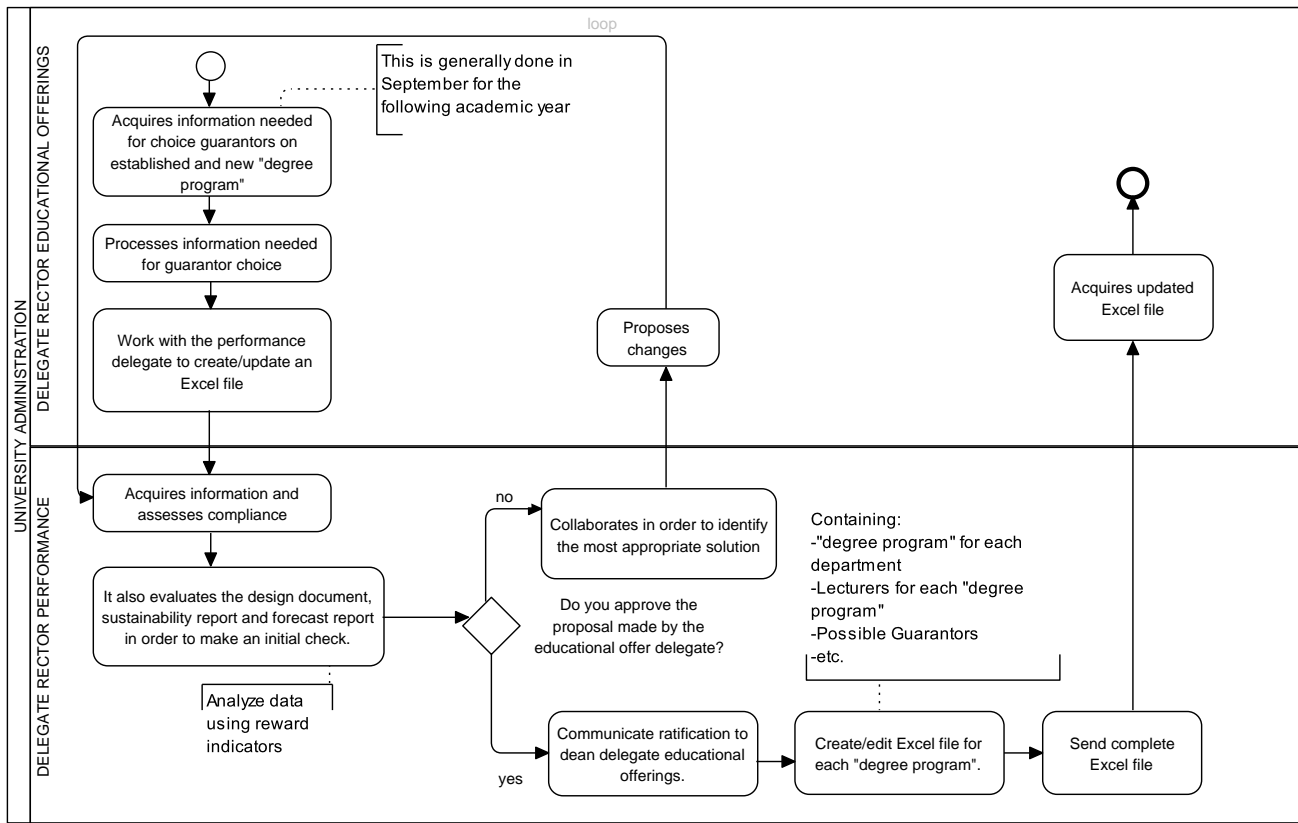 UNIVERSITY ADMINISTRATION
DELEGATE RECTOR EDUCATIONAL OFFERINGS
loop
This is generally done in
September for the
following academic year
Acquires information needed
for choice guarantors on
established and new "degree
program"
Processes information needed
for guarantor choice
Work with the performance
delegate to create/update an
Excel file
Proposes
changes
Acquires updated
Excel file
DELEGATE RECTOR PERFORMANCE
Acquires information and
assesses compliance
It also evaluates the design document,
sustainability report and forecast report
in order to make an initial check.
Analyze data
using reward
indicators
no
Collaborates in order to identify
the most appropriate solution
Do you approve the
proposal made by the
educational offer delegate?
yes
Communicate ratification to
dean delegate educational
offerings.
Containing:
-"degree program" for each
department
-Lecturers for each "degree
program"
-Possible Guarantors
-etc.
Create/edit Excel file for
each "degree program".
Send complete
Excel file